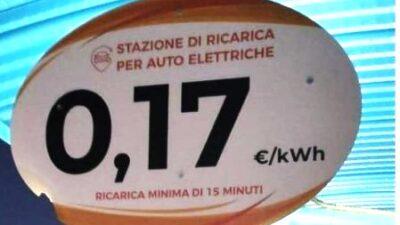 STAZIONE DI RICARICA
PER AUTO ELETTRICHE
0,17 €/kWh
RICARICA MINIMA DI 15 MINUTI